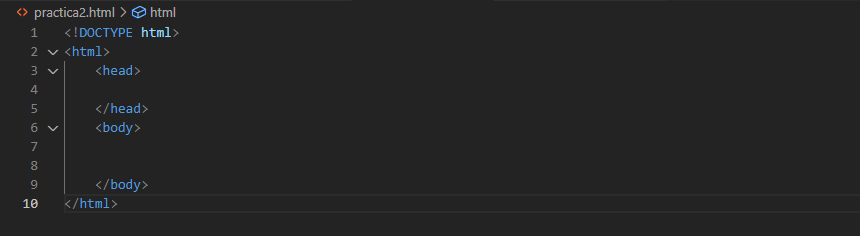 <> practica2.html > html
1 <!DOCTYPE html>
2 <html>
3     <head>
4
5     </head>
6     <body>
7
8
9     </body>
10 </html>